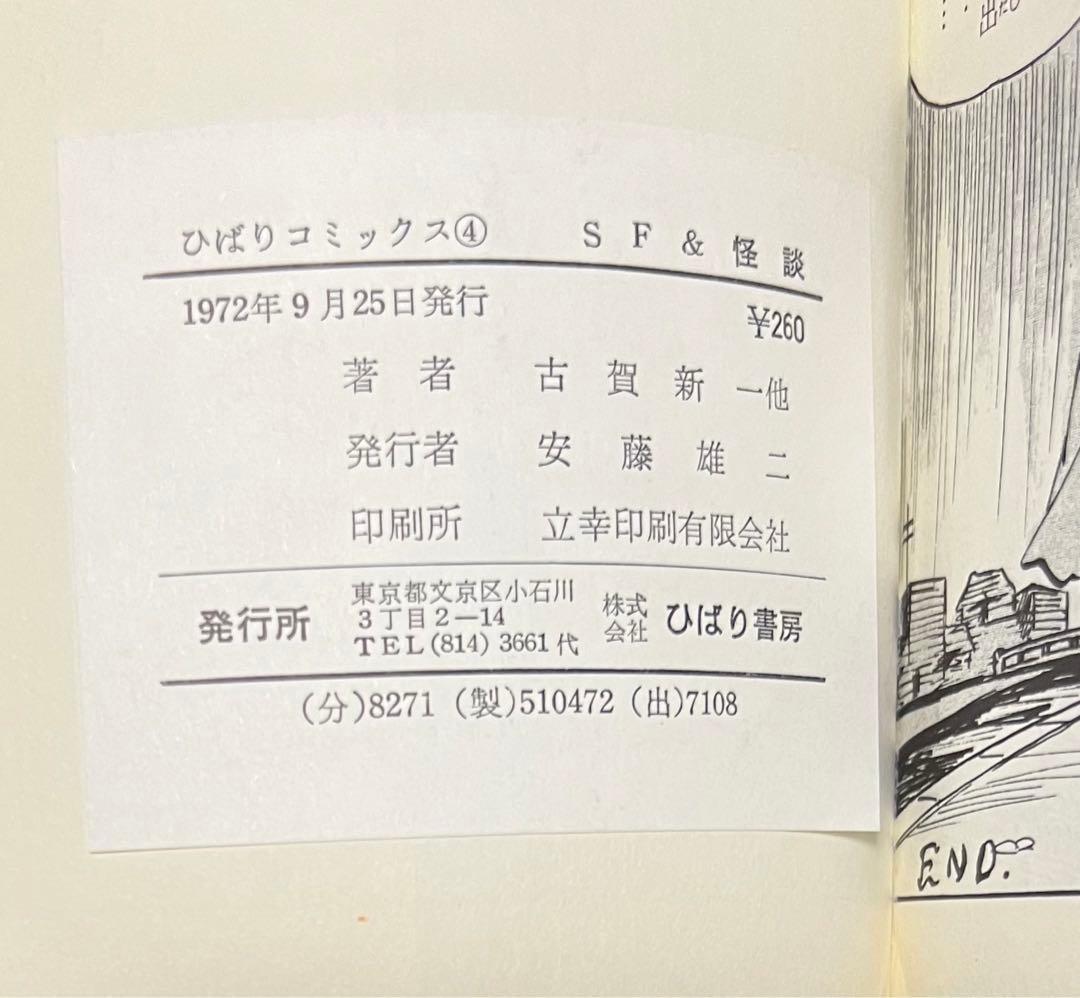 ひばりコミックス④ SF&怪談
1972年9月25日発行 ¥260
著者 古賀新一他
発行者 安藤雄二
印刷所 立幸印刷有限会社
発行所
東京都文京区小石川
3丁目2―14
TEL(814)3661代
株式会社 ひばり書房
(分)8271 (製)510472 (出)7108
END.